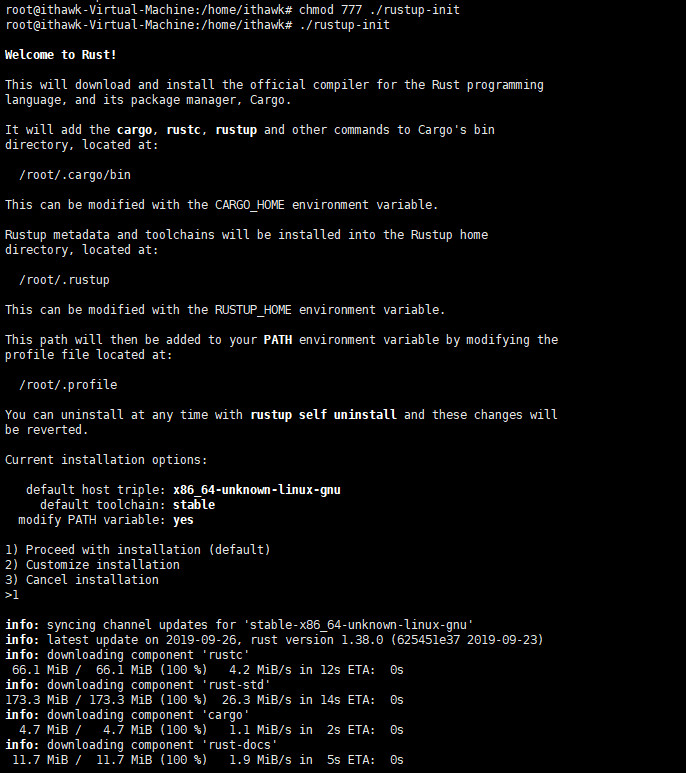 root@ithawk-Virtual-Machine:/home/ithawk# chmod 777 ./rustup-init
root@ithawk-Virtual-Machine:/home/ithawk# ./rustup-init
Welcome to Rust!
This will download and install the official compiler for the Rust programming
language, and its package manager, Cargo.
It will add the cargo, rustc, rustup and other commands to Cargo's bin
directory, located at:
/root/.cargo/bin
This can be modified with the CARGO_HOME environment variable.
Rustup metadata and toolchains will be installed into the Rustup home
directory, located at:
/root/.rustup
This can be modified with the RUSTUP_HOME environment variable.
This path will then be added to your PATH environment variable by modifying the
profile file located at:
/root/.profile
You can uninstall at any time with rustup self uninstall and these changes will
be reverted.
Current installation options:
default host triple: x86_64-unknown-linux-gnu
default toolchain: stable
modify PATH variable: yes
1) Proceed with installation (default)
2) Customize installation
3) Cancel installation
>1
info: syncing channel updates for 'stable-x86_64-unknown-linux-gnu'
info: latest update on 2019-09-26, rust version 1.38.0 (625451e37 2019-09-23)
info: downloading component 'rustc'
66.1 MiB /  66.1 MiB (100 %)   4.2 MiB/s in 12s ETA:  0s
info: downloading component 'rust-std'
173.3 MiB / 173.3 MiB (100 %)  26.3 MiB/s in 14s ETA:  0s
info: downloading component 'cargo'
4.7 MiB /   4.7 MiB (100 %)   1.1 MiB/s in  2s ETA:  0s
info: downloading component 'rust-docs'
11.7 MiB /  11.7 MiB (100 %)   1.9 MiB/s in  5s ETA:  0s